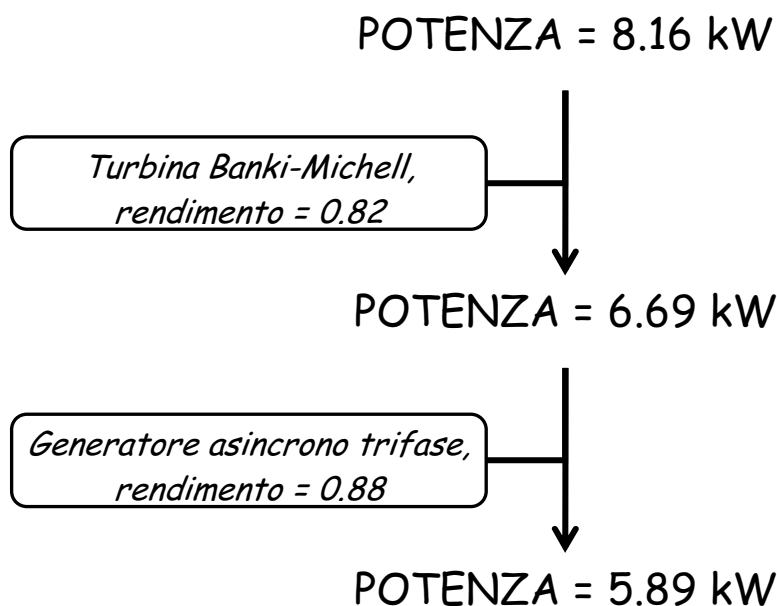 POTENZA = 8.16 kW
Turbina Banki-Michell,
rendimento = 0.82
POTENZA = 6.69 kW
Generatore asincrono trifase,
rendimento = 0.88
POTENZA = 5.89 kW